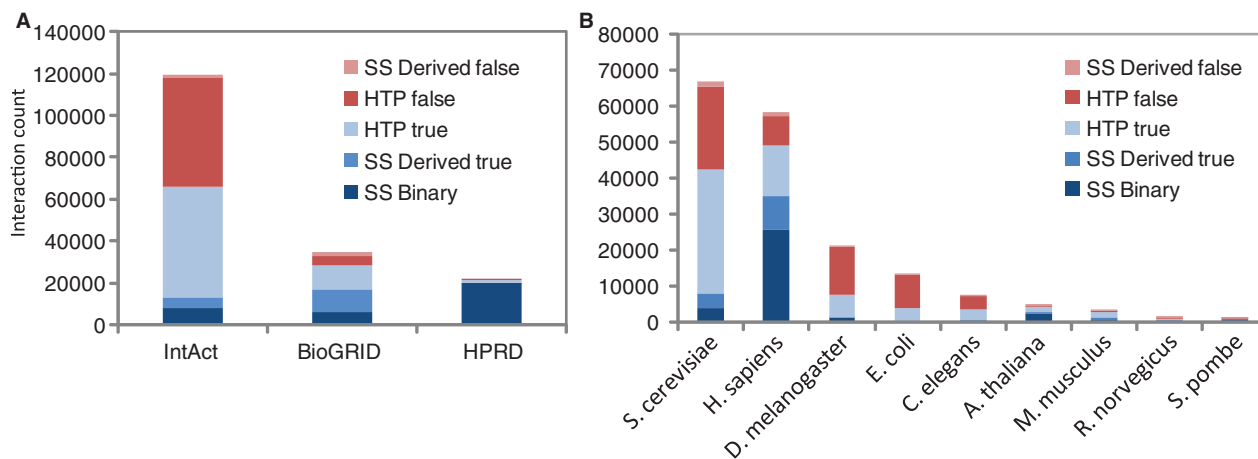 A
Interaction count
140000
120000
100000
80000
60000
40000
20000
0
SS Derived false
HTP false
HTP true
SS Derived true
SS Binary
IntAct
BioGRID
HPRD
B
80000
70000
60000
50000
40000
30000
20000
10000
0
SS Derived false
HTP false
HTP true
SS Derived true
SS Binary
S. cerevisiae
H. sapiens
D. melanogaster
E. coli
C. elegans
A. thaliana
M. musculus
R. norvegicus
S. pombe